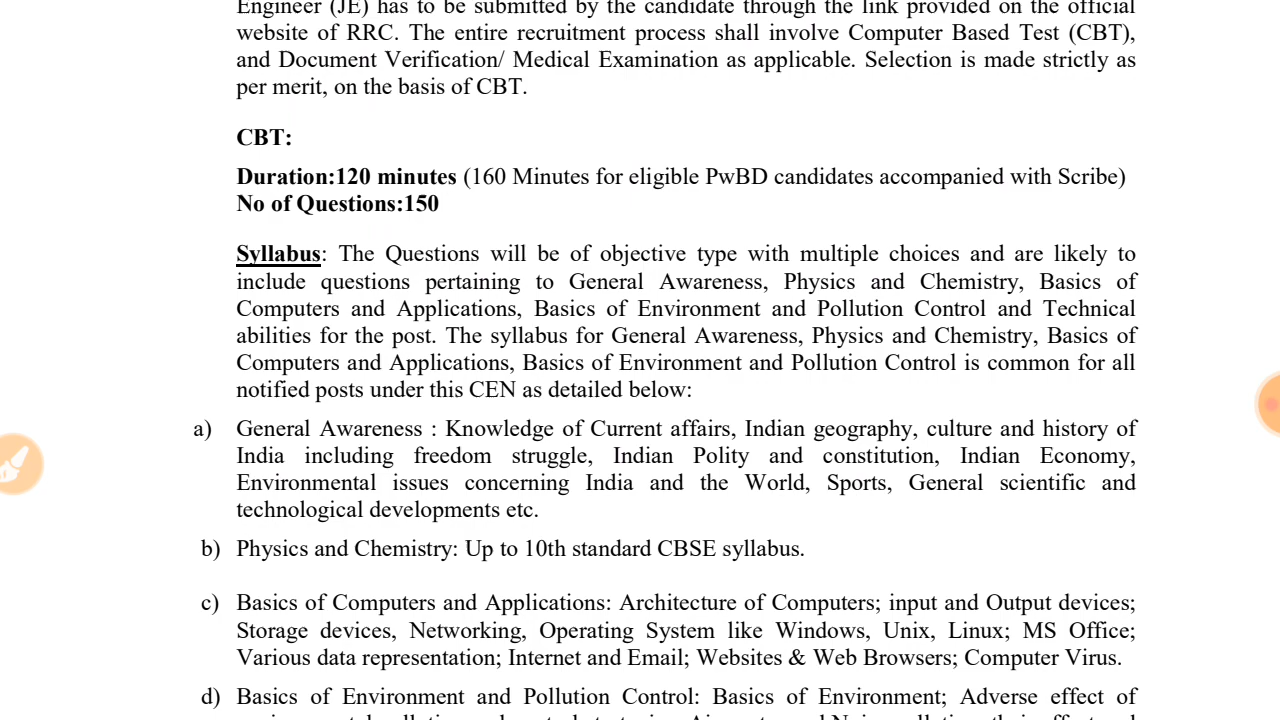 Engineer (JE) has to be submitted by the candidate through the link provided on the official
website of RRC. The entire recruitment process shall involve Computer Based Test (CBT),
and Document Verification/ Medical Examination as applicable. Selection is made strictly as
per merit, on the basis of CBT.
CBT:
Duration:120 minutes (160 Minutes for eligible PwBD candidates accompanied with Scribe)
No of Questions:150
Syllabus: The Questions will be of objective type with multiple choices and are likely to
include questions pertaining to General Awareness, Physics and Chemistry, Basics of
Computers and Applications, Basics of Environment and Pollution Control and Technical
abilities for the post. The syllabus for General Awareness, Physics and Chemistry, Basics of
Computers and Applications, Basics of Environment and Pollution Control is common for all
notified posts under this CEN as detailed below:
a) General Awareness : Knowledge of Current affairs, Indian geography, culture and history of
India including freedom struggle, Indian Polity and constitution, Indian Economy,
Environmental issues concerning India and the World, Sports, General scientific and
technological developments etc.
b) Physics and Chemistry: Up to 10th standard CBSE syllabus.
c) Basics of Computers and Applications: Architecture of Computers; input and Output devices;
Storage devices, Networking, Operating System like Windows, Unix, Linux; MS Office;
Various data representation; Internet and Email; Websites & Web Browsers; Computer Virus.
d) Basics of Environment and Pollution Control: Basics of Environment; Adverse effect of